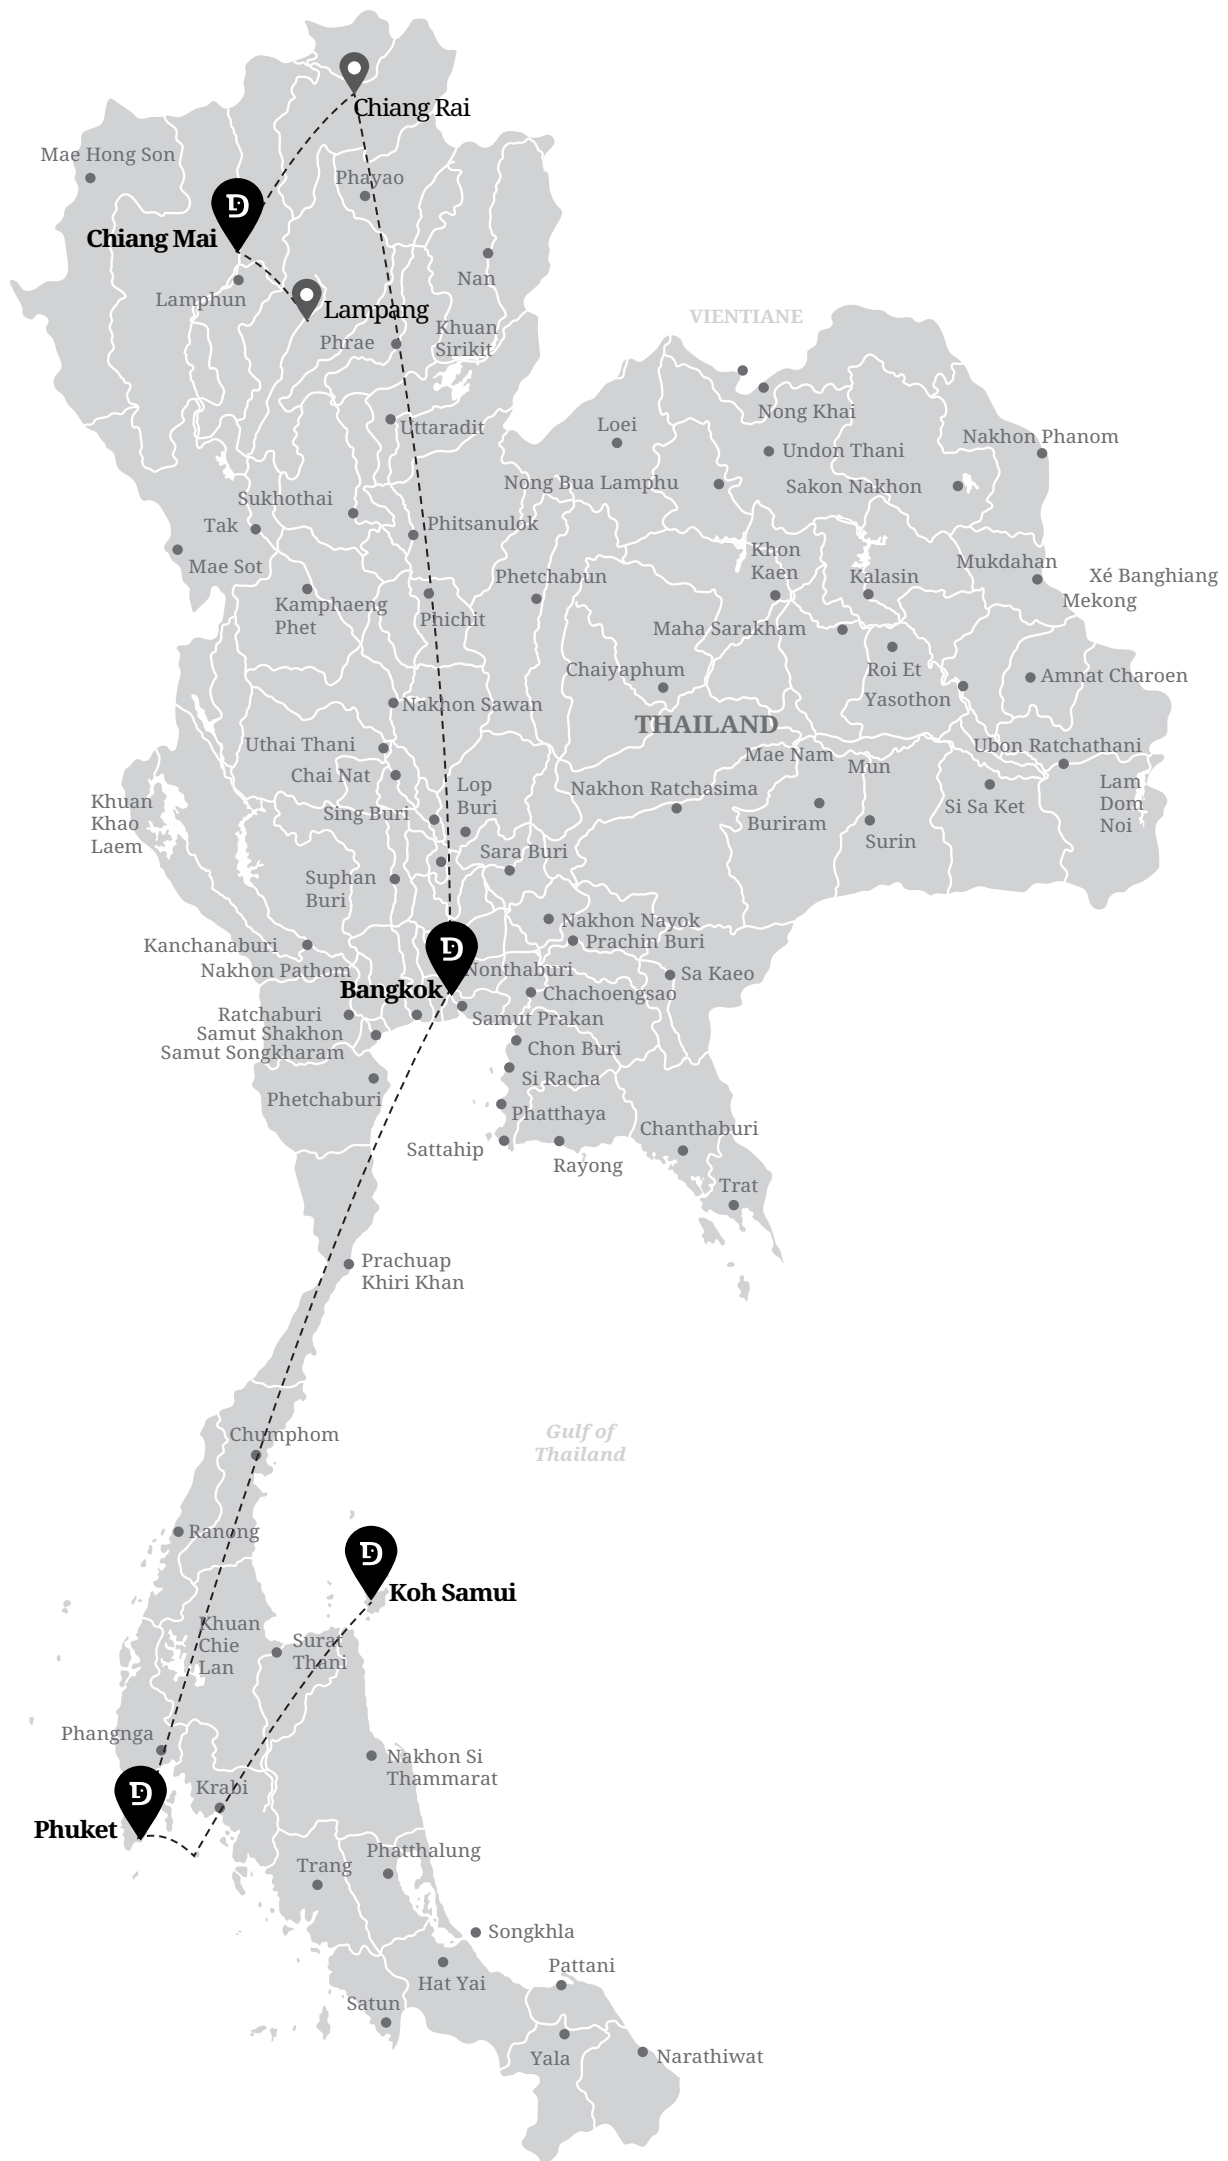 Chiang Rai
Mae Hong Son
Phayao
Chiang Mai
Nan
Lamphun
Lampang
VIENTIANE
Khuan
Sirikit
Phrae
Nong Khai
Loei
Uttaradit
Nakhon Phanom
Undon Thani
Nong Bua Lamphu
Sakon Nakhon
Sukhothai
Tak
Phitsanulok
Khon
Kaen
Mukdahan
Mae Sot
Phetchabun
Kalasin
Xé Banghiang
Mekong
Kamphaeng
Phet
Phichit
Maha Sarakham
Chaiyaphum
Roi Et
Amnat Charoen
Yasothon
Nakhon Sawan
THAILAND
Uthai Thani
Mae Nam
Mun
Ubon Ratchathani
Chai Nat
Lop
Buri
Nakhon Ratchasima
Lam
Dom
Noi
Khuan
Khao
Laem
Sing Buri
Buriram
Si Sa Ket
Surin
Sara Buri
Suphan
Buri
Nakhon Nayok
Kanchanaburi
Prachin Buri
Nakhon Pathom
Nonthaburi
Sa Kaeo
Bangkok
Chachoengsao
Ratchaburi
Samut Prakan
Samut Shakhon
Samut Songkharam
Chon Buri
Si Racha
Phetchaburi
Phatthaya
Chanthaburi
Sattahip
Rayong
Trat
Prachuap
Khiri Khan
Chumphom
Gulf of
Thailand
Ranong
Koh Samui
Khuan
Chie
Lan
Surat
Thani
Phangnga
Nakhon Si
Thammarat
Krabi
Phuket
Phatthalung
Trang
Songkhla
Pattani
Hat Yai
Satun
Yala
Narathiwat